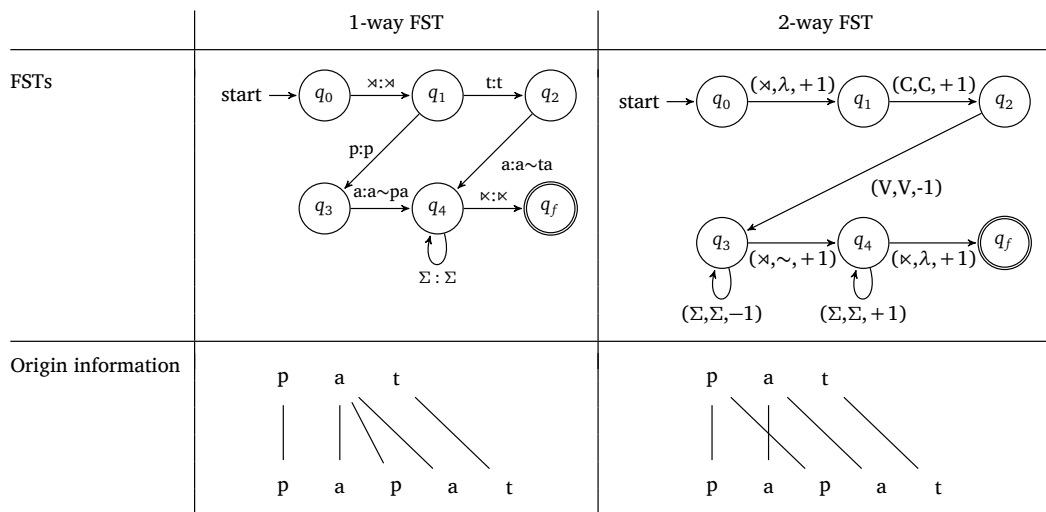 1-way FST 2-way FST
FSTs
start q0 ⋊:⋊ q1 t:t q2
p:p a:a~ta
q3 a:a~pa q4 ⋉:⋉ qf
Σ : Σ
start q0 (⋊,λ,+1) q1 (C,C,+1) q2
(V,V,-1)
q3 (⋊,~,+1) q4 (⋉,λ,+1) qf
(Σ,Σ,−1) (Σ,Σ,+1)
Origin information
p a t
p a p a t
p a t
p a p a t